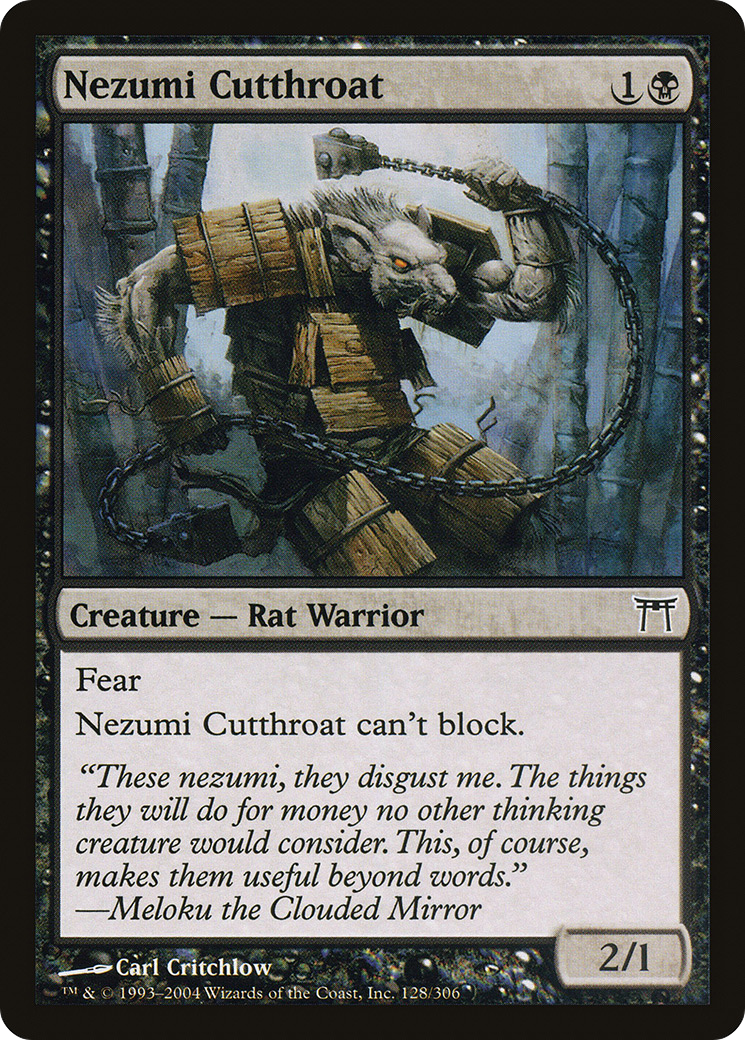 Nezumi Cutthroat 1
Creature — Rat Warrior
Fear
Nezumi Cutthroat can't block.
“These nezumi, they disgust me. The things
they will do for money no other thinking
creature would consider. This, of course,
makes them useful beyond words.”
—Meloku the Clouded Mirror
2/1
Carl Critchlow
™ & © 1993–2004 Wizards of the Coast, Inc. 128/306